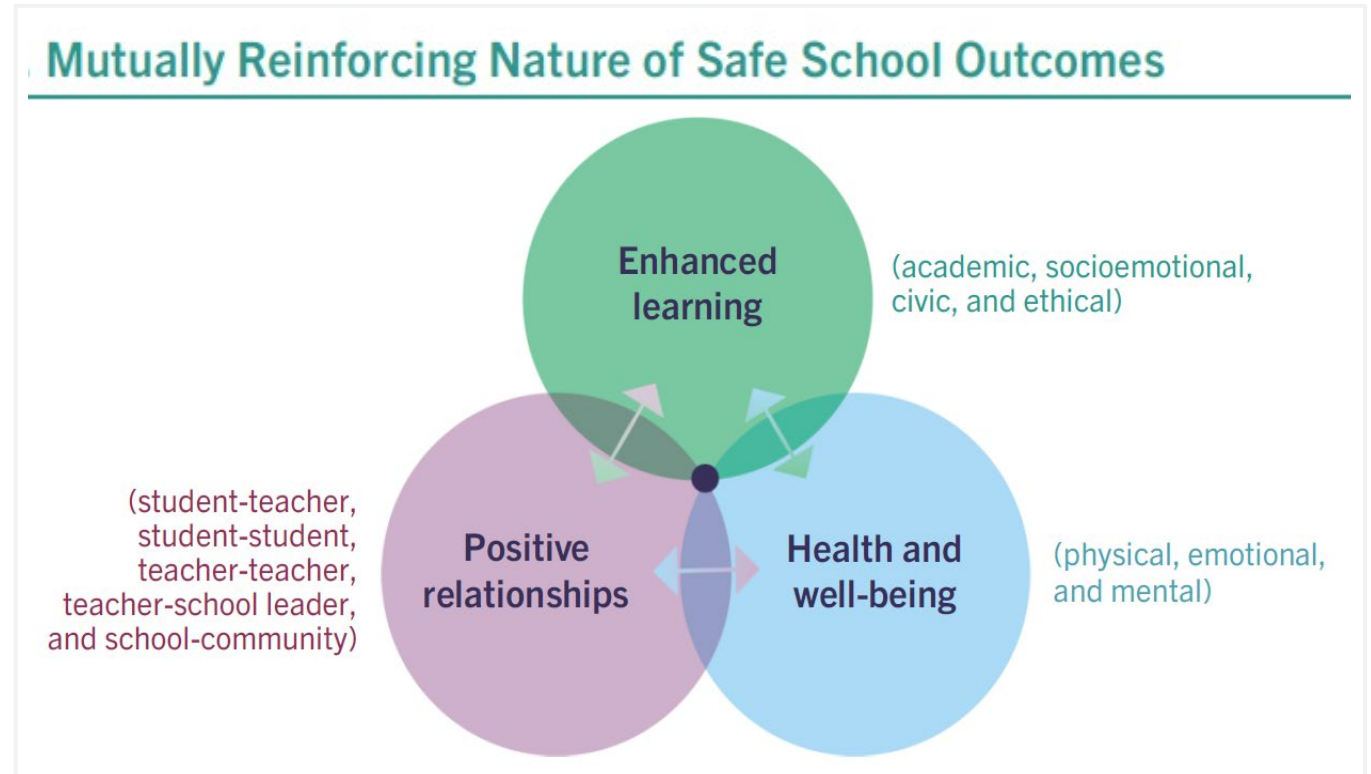 Mutually Reinforcing Nature of Safe School Outcomes
Enhanced
learning
(academic, socioemotional,
civic, and ethical)
(student-teacher,
student-student,
teacher-teacher,
teacher-school leader,
and school-community)
Positive
relationships
Health and
well-being
(physical, emotional,
and mental)